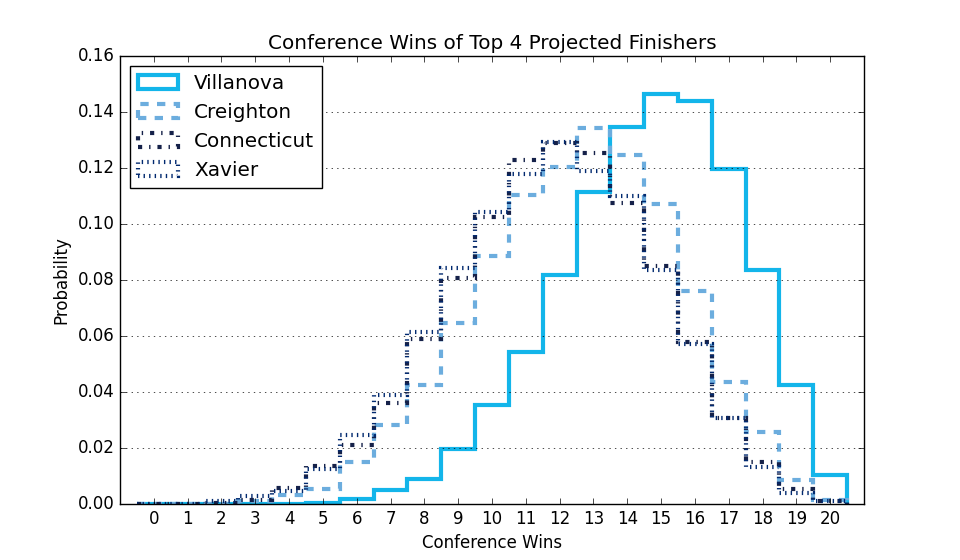 Conference Wins of Top 4 Projected Finishers
0.16
0.14
0.12
0.10
0.08
0.06
0.04
0.02
0.00
Probability
Villanova
Creighton
Connecticut
Xavier
0 1 2 3 4 5 6 7 8 9 10 11 12 13 14 15 16 17 18 19 20
Conference Wins